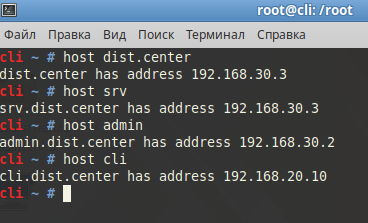 root@cli: /root
Файл Правка Вид Поиск Терминал Справка
cli ~ # host dist.center
dist.center has address 192.168.30.3
cli ~ # host srv
srv.dist.center has address 192.168.30.3
cli ~ # host admin
admin.dist.center has address 192.168.30.2
cli ~ # host cli
cli.dist.center has address 192.168.20.10
cli ~ #